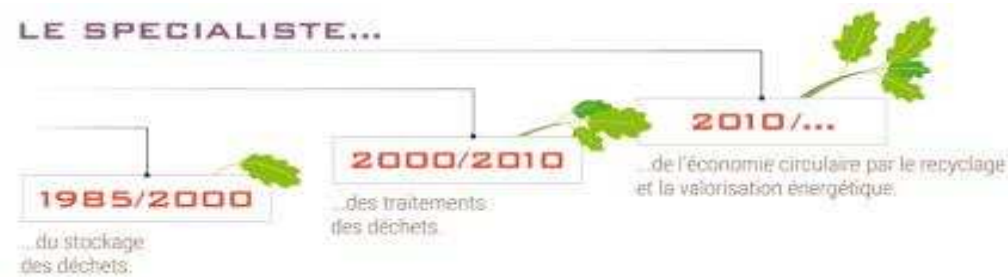 LE SPECIALISTE...
1985/2000
...du stockage
des déchets.
2000/2010
...des traitements
des déchets.
2010/...
...de l'économie circulaire par le recyclage
et la valorisation énergétique.